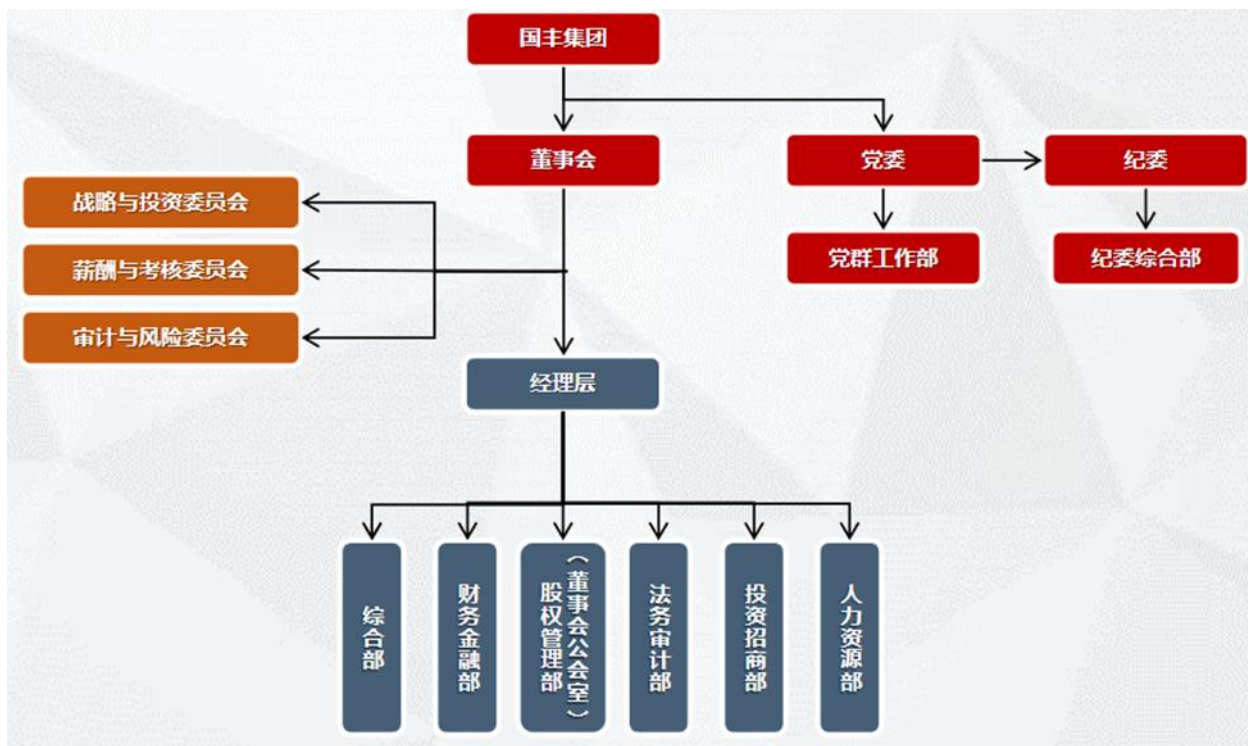 国丰集团
董事会
党委
纪委
战略与投资委员会
薪酬与考核委员会
审计与风险委员会
党群工作部
纪委综合部
经理层
综合部
财务金融部
股权管理部
（董事会公会室）
法务审计部
投资招商部
人力资源部